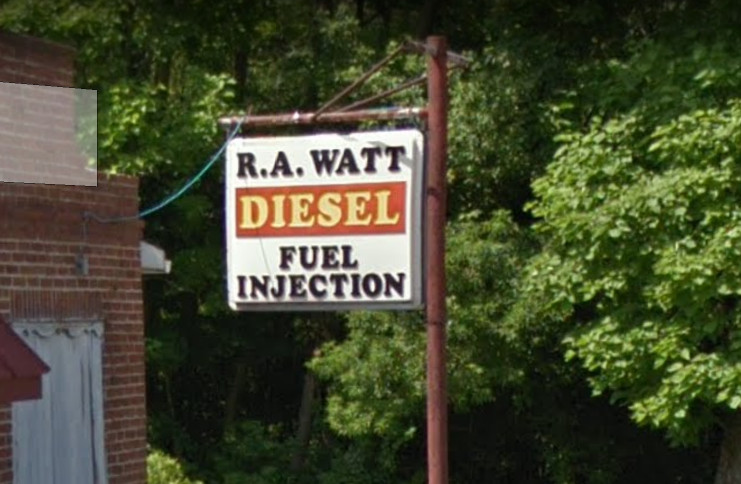 R.A. WATT
DIESEL
FUEL
INJECTION